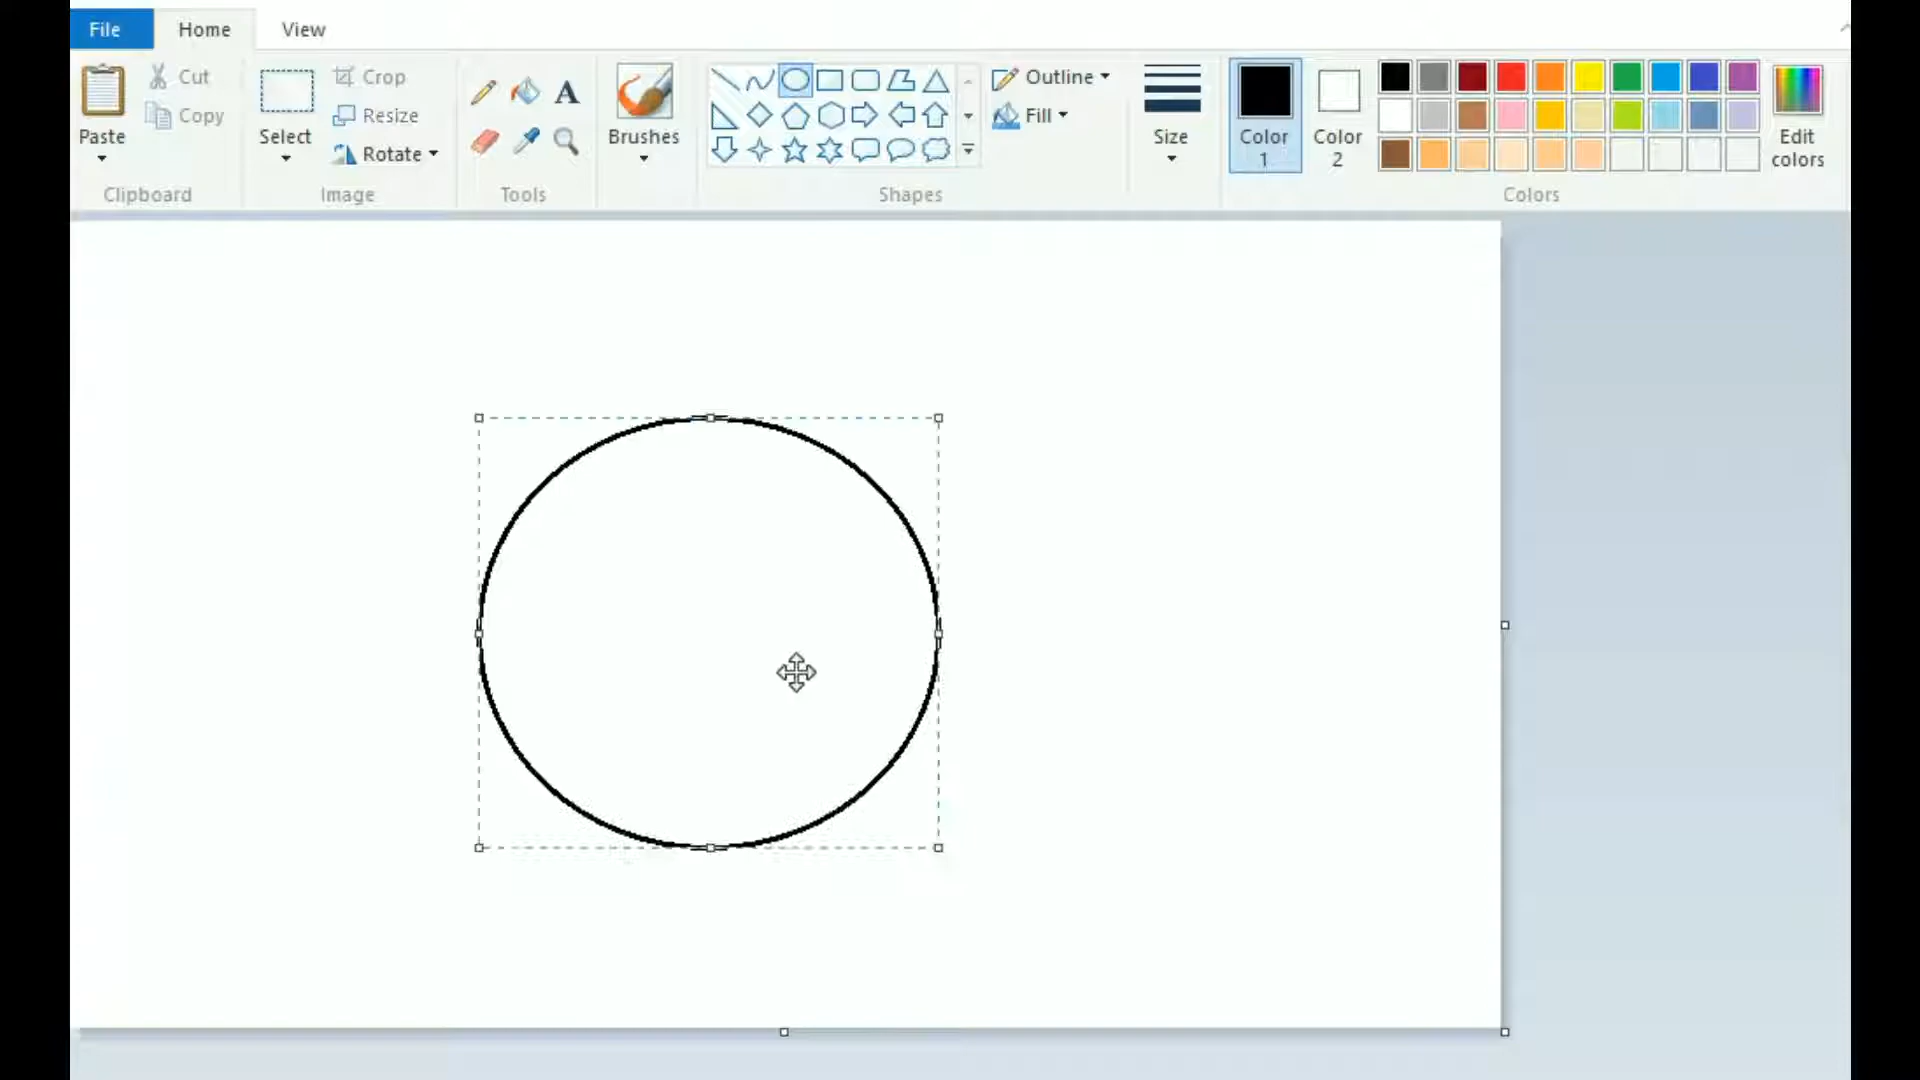 File Home View
Cut Crop Outline
Copy Resize Fill
Paste Select Rotate Brushes Size Color 1 Color 2 Edit colors
Clipboard Image Tools Shapes Colors